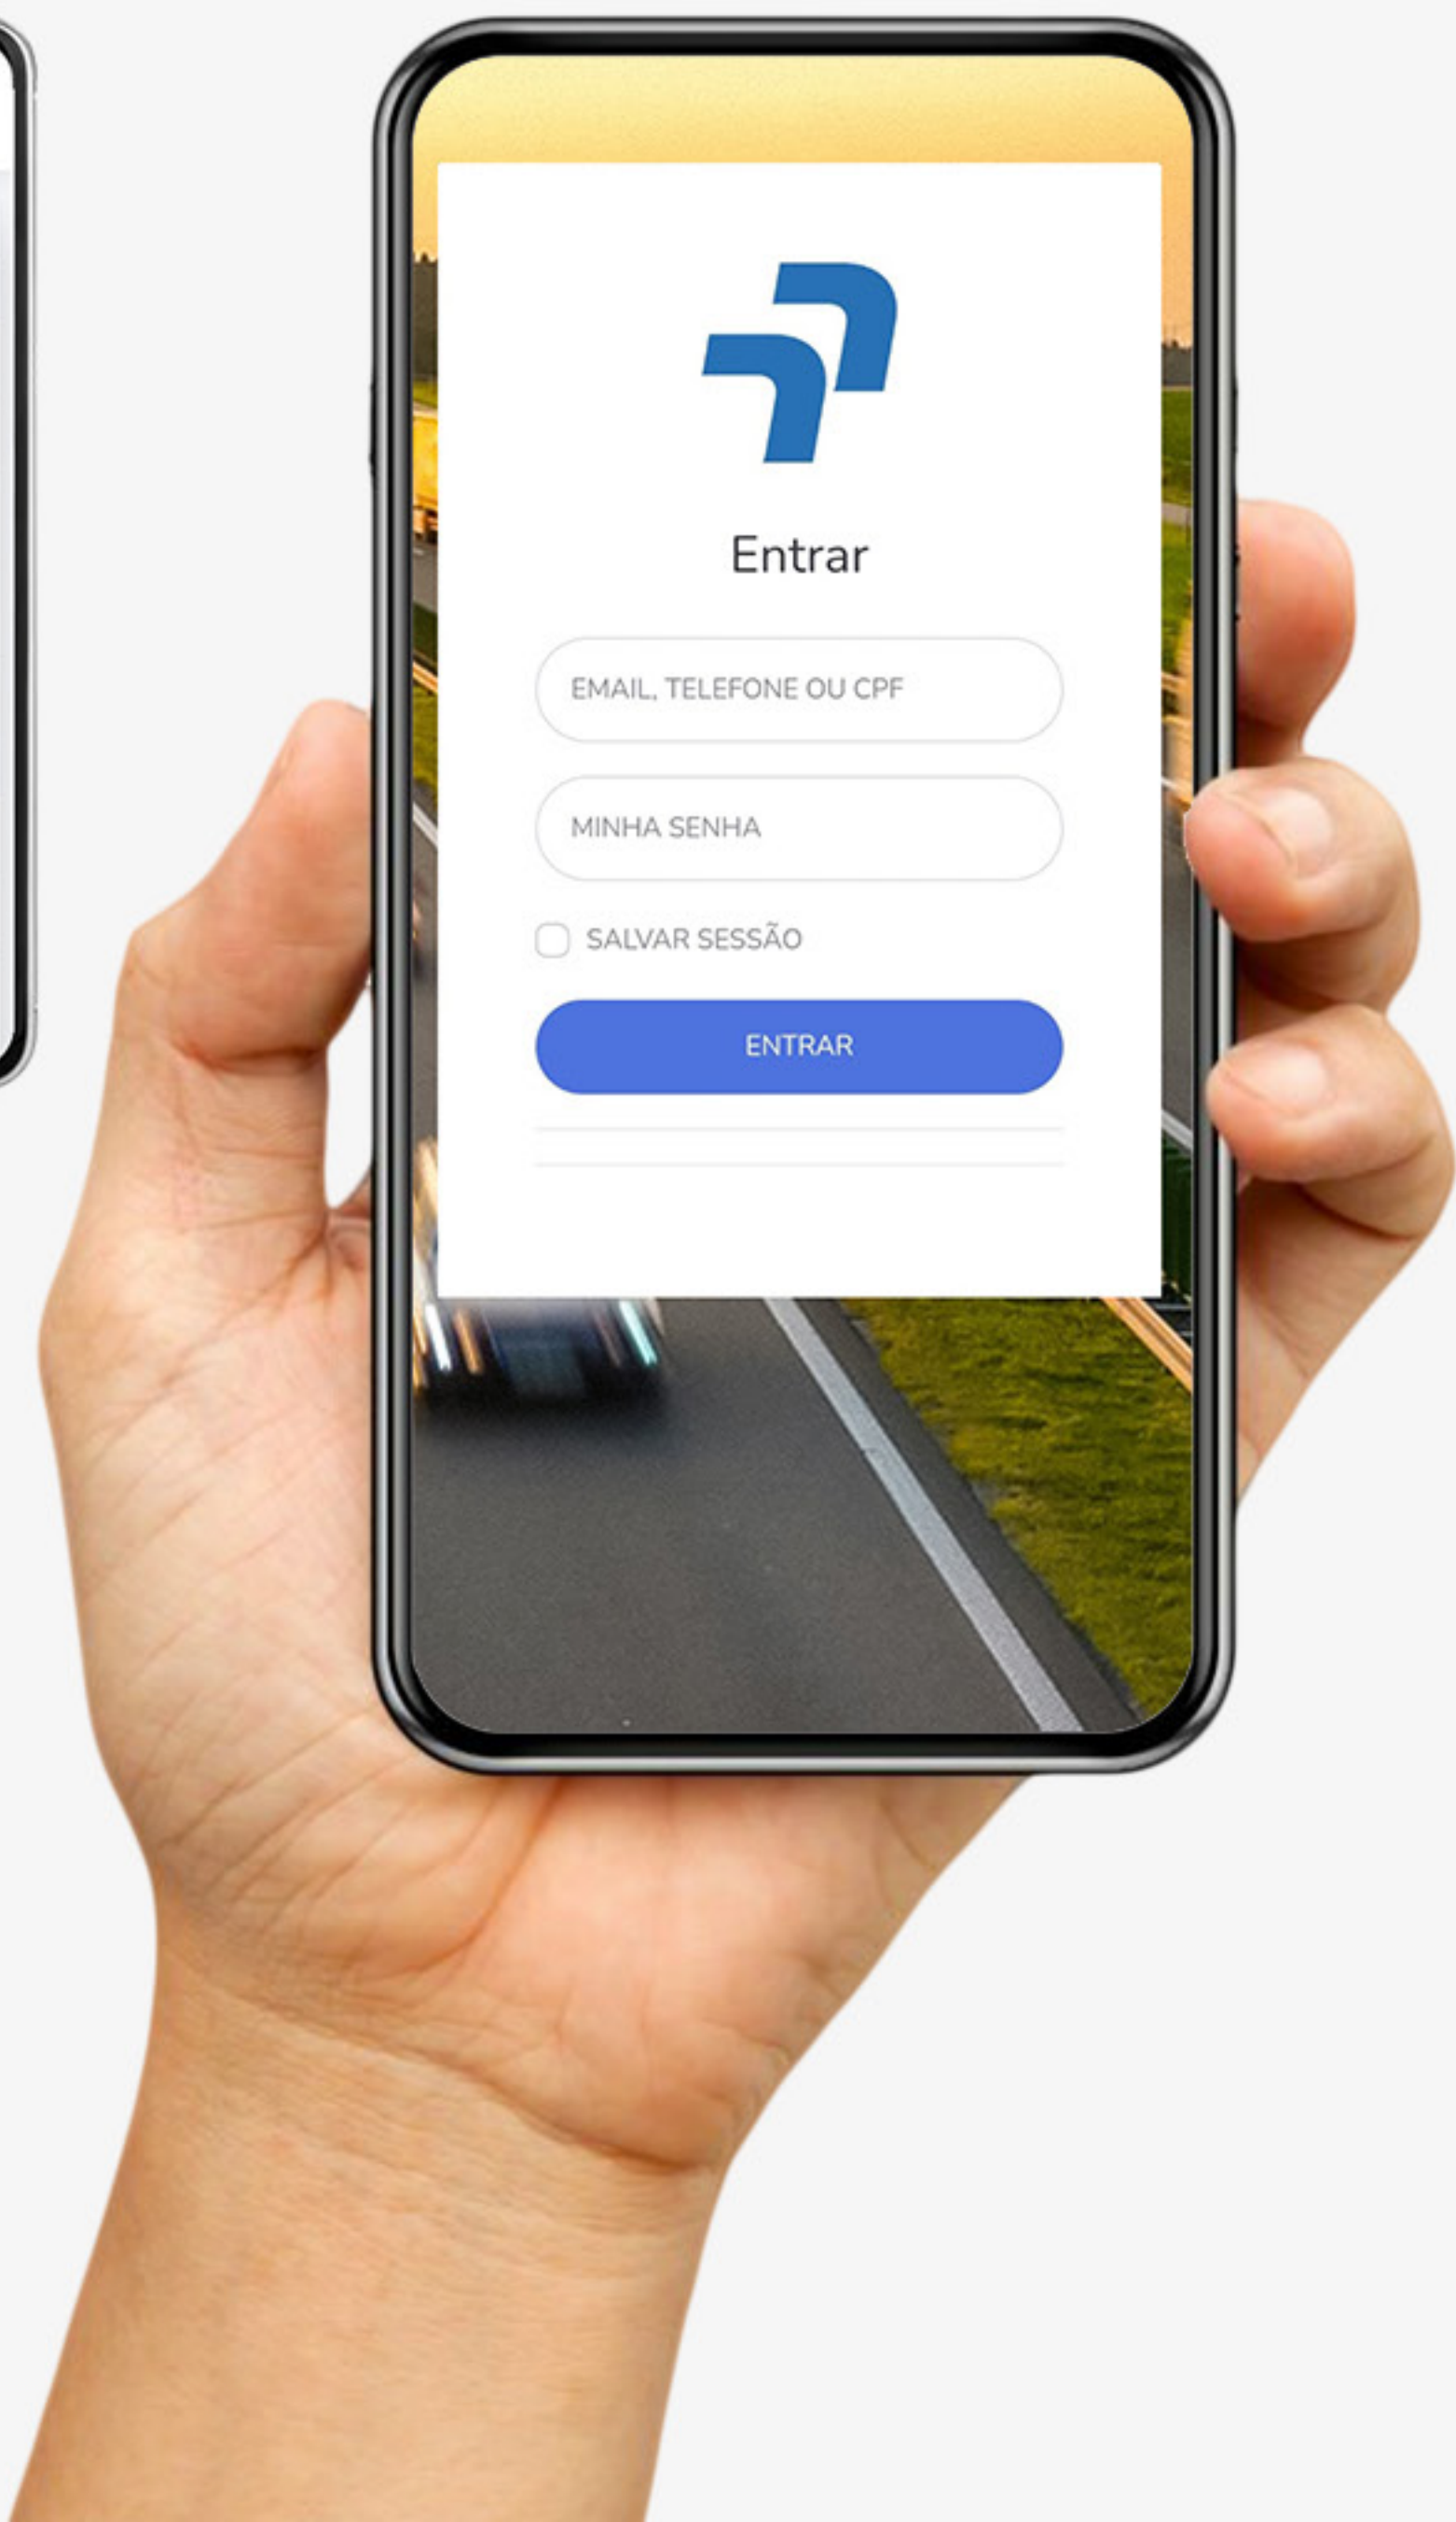 Entrar
EMAIL, TELEFONE OU CPF
MINHA SENHA
SALVAR SESSÃO
ENTRAR